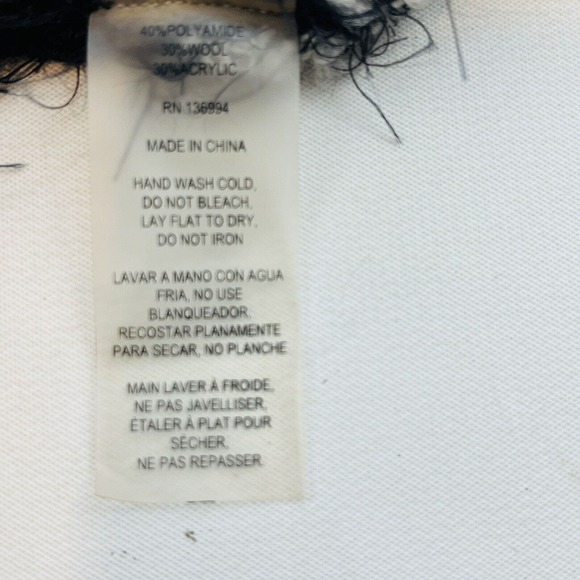 40%POLYAMIDE
30%WOOL
30%ACRYLIC
RN 136994
MADE IN CHINA
HAND WASH COLD,
DO NOT BLEACH,
LAY FLAT TO DRY,
DO NOT IRON
LAVAR A MANO CON AGUA
FRIA, NO USE
BLANQUEADOR.
RECOSTAR PLANAMENTE
PARA SECAR, NO PLANCHE
MAIN LAVER À FROIDE,
NE PAS JAVELLISER,
ÉTALER À PLAT POUR
SÉCHER,
NE PAS REPASSER